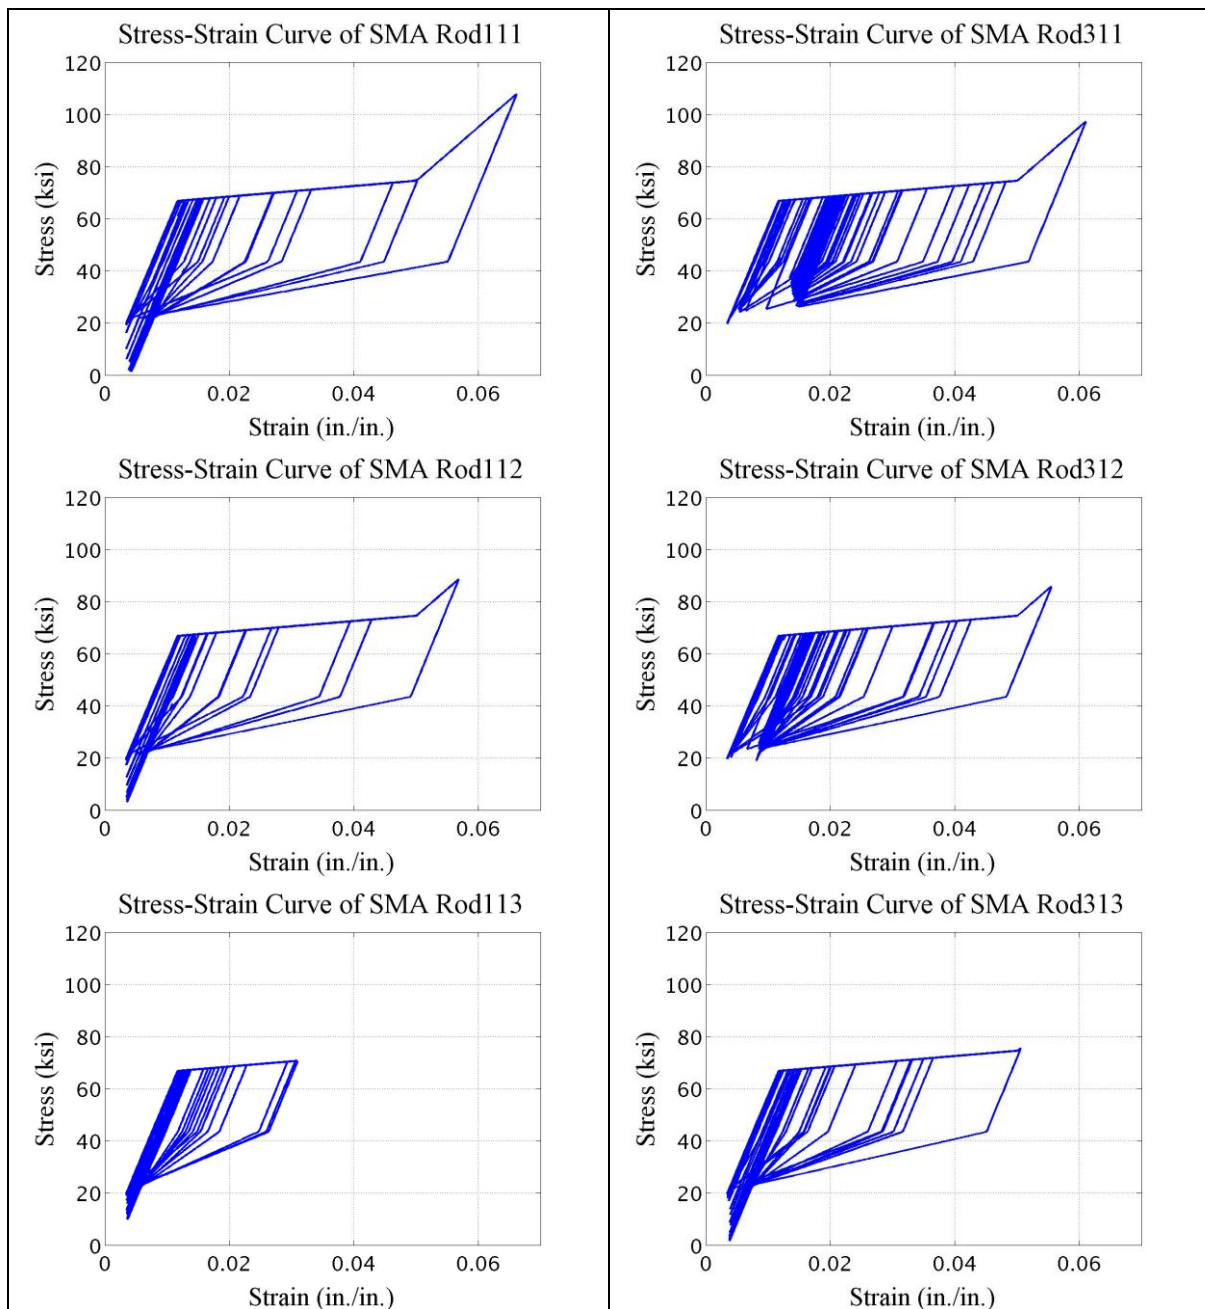 Stress-Strain Curve of SMA Rod111
120
100
80
60
40
20
0
Stress (ksi)
0 0.02 0.04 0.06
Strain (in./in.)
Stress-Strain Curve of SMA Rod311
120
100
80
60
40
20
0
Stress (ksi)
0 0.02 0.04 0.06
Strain (in./in.)
Stress-Strain Curve of SMA Rod112
120
100
80
60
40
20
0
Stress (ksi)
0 0.02 0.04 0.06
Strain (in./in.)
Stress-Strain Curve of SMA Rod312
120
100
80
60
40
20
0
Stress (ksi)
0 0.02 0.04 0.06
Strain (in./in.)
Stress-Strain Curve of SMA Rod113
120
100
80
60
40
20
0
Stress (ksi)
0 0.02 0.04 0.06
Strain (in./in.)
Stress-Strain Curve of SMA Rod313
120
100
80
60
40
20
0
Stress (ksi)
0 0.02 0.04 0.06
Strain (in./in.)